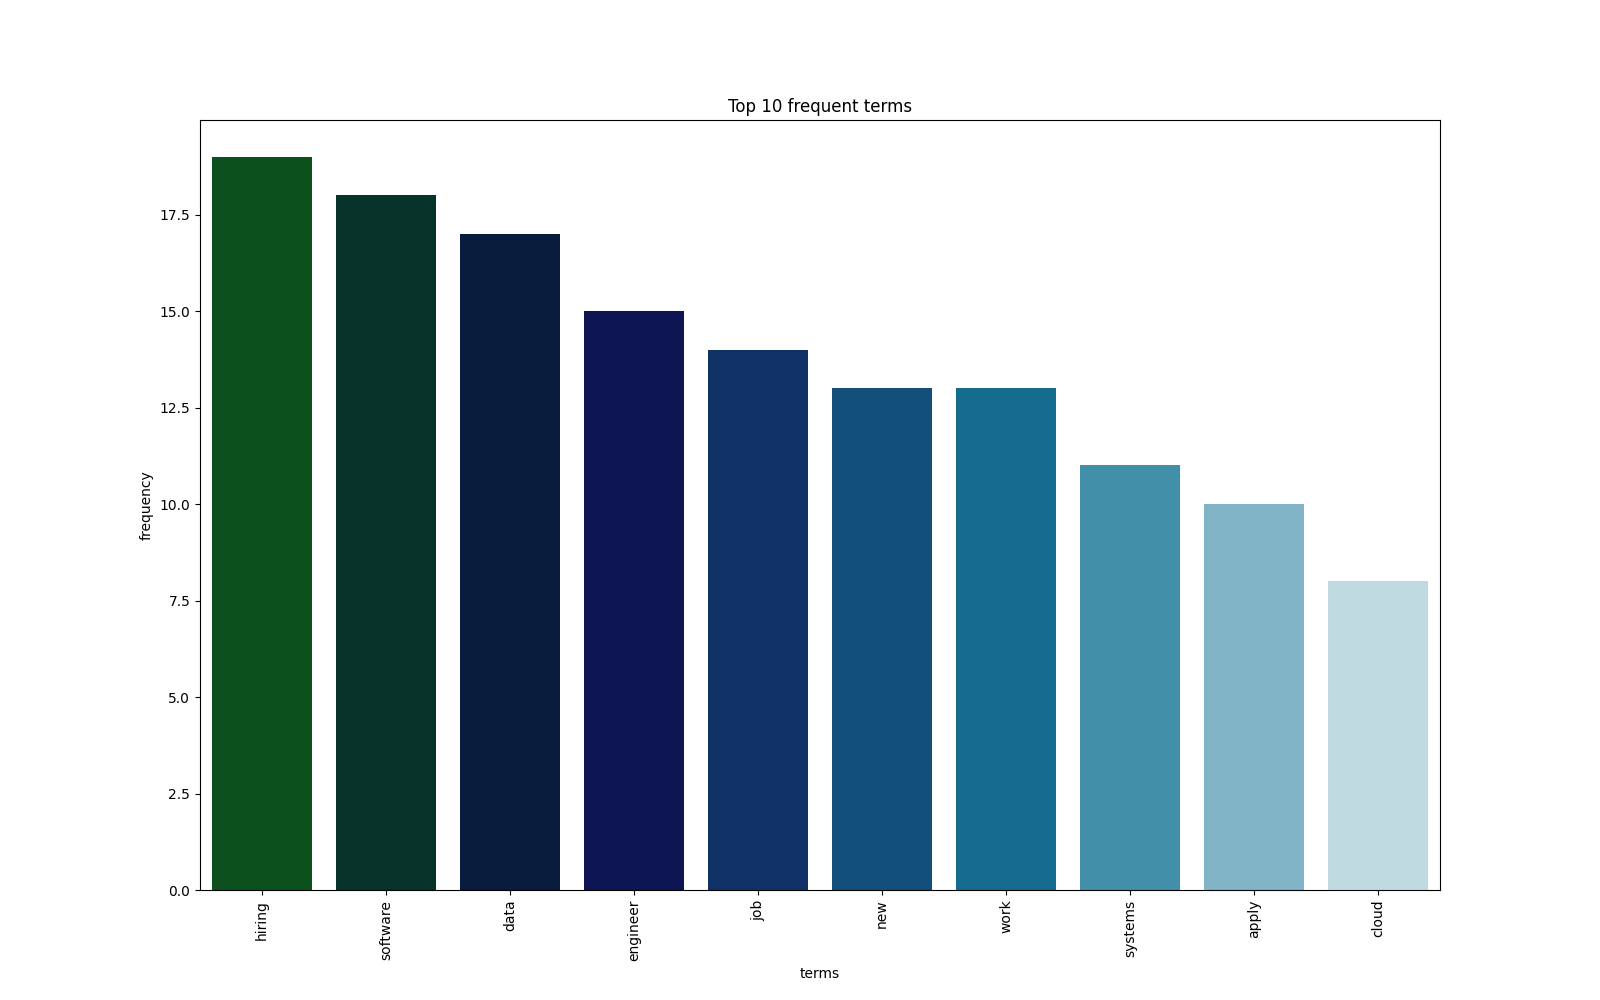 Top 10 frequent terms
frequency
17.5
15.0
12.5
10.0
7.5
5.0
2.5
0.0
hiring
software
data
engineer
job
new
work
systems
apply
cloud
terms